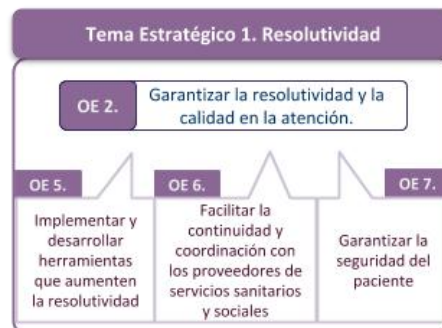 Tema Estratégico 1. Resolutividad
OE 2.
Garantizar la resolutividad y la
calidad en la atención.
OE 5.
Implementar y
desarrollar
herramientas
que aumenten
la resolutividad
OE 6.
Facilitar la
continuidad y
coordinación con
los proveedores de
servicios sanitarios
y sociales
OE 7.
Garantizar la
seguridad del
paciente